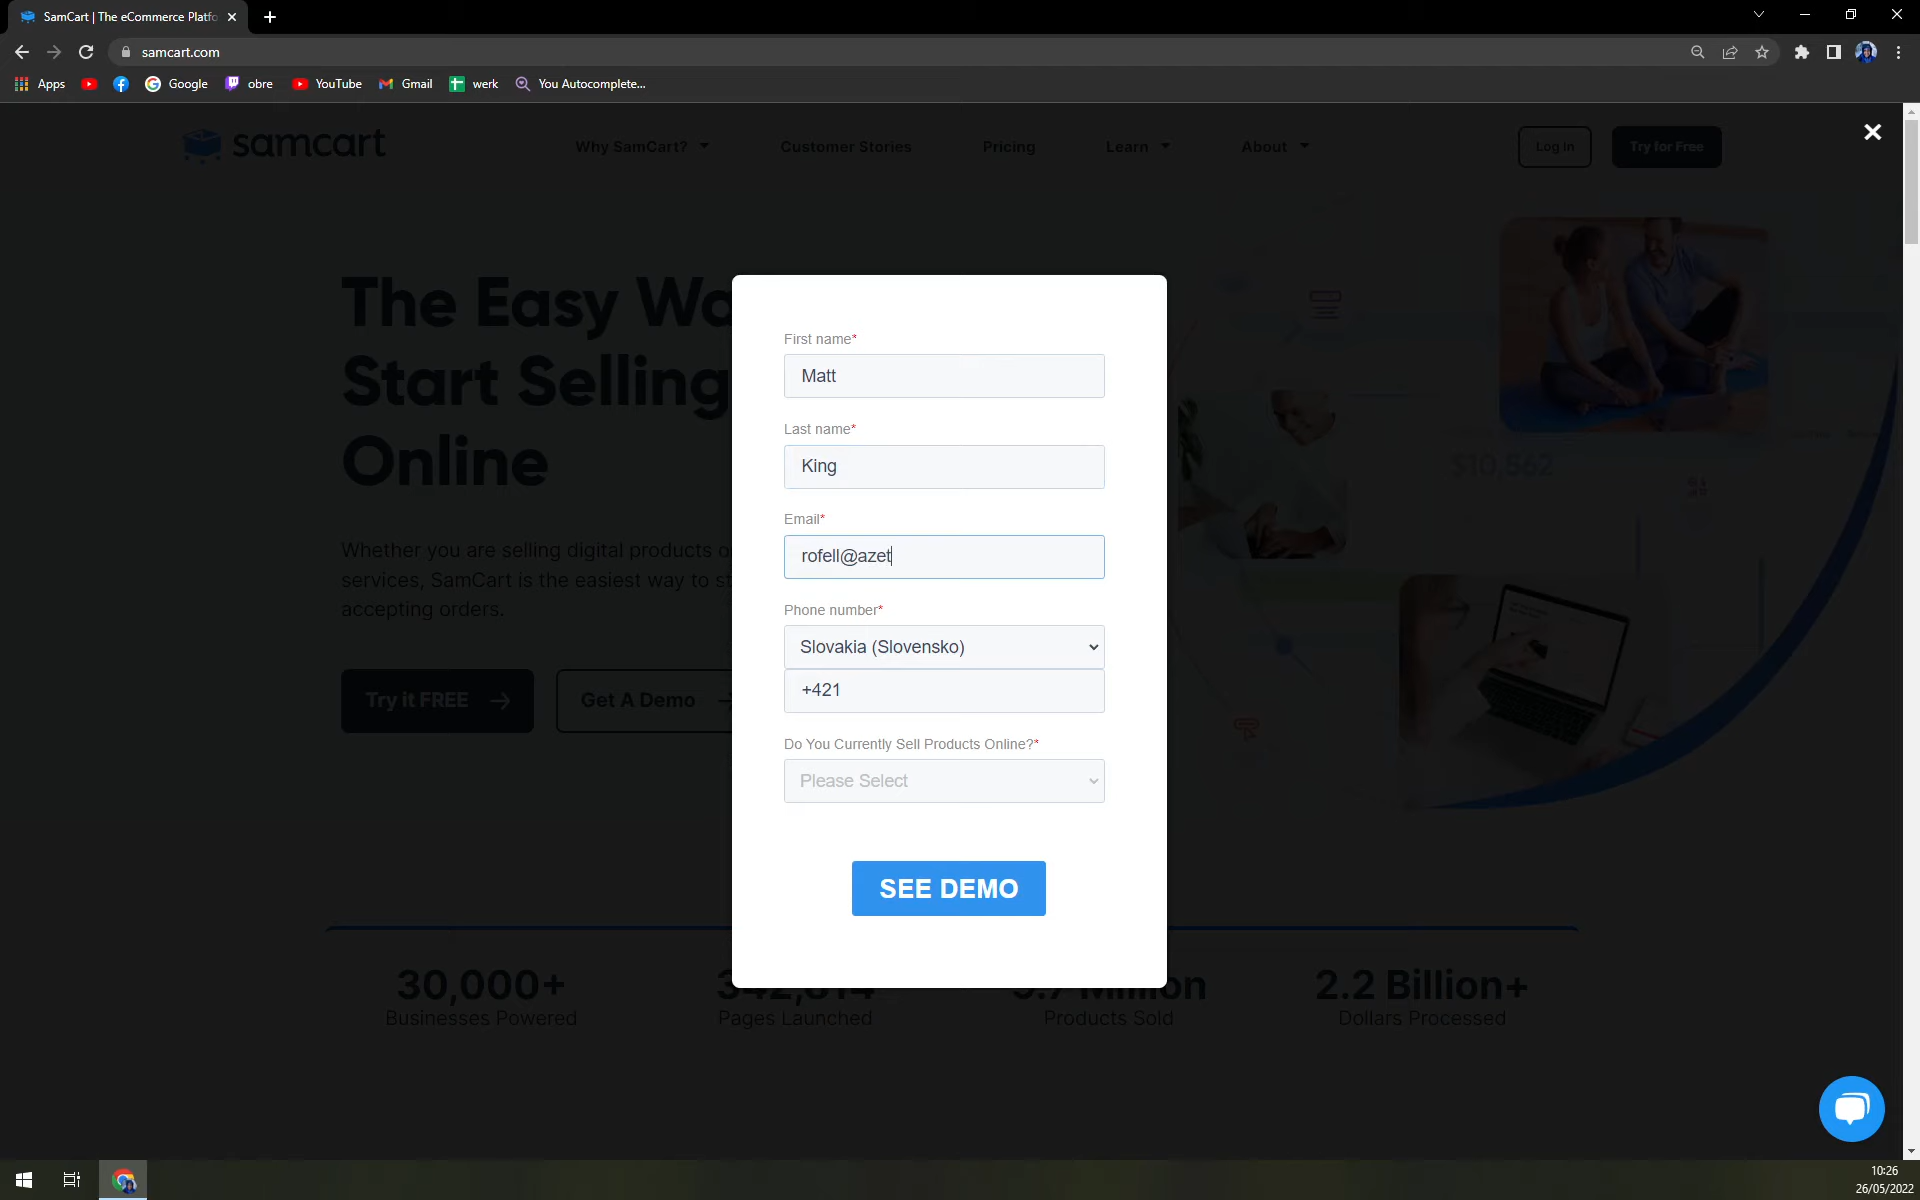 SamCart | The eCommerce Platfo
samcart.com
Apps
Google
obre
YouTube
Gmail
werk
You Autocomplete...
samcart
Why SamCart?
Customer Stories
Pricing
Learn
About
Log in
Try for Free
The Easy Wa
Start Selling
Online
Whether you are selling digital products o
services, SamCart is the easiest way to st
accepting orders.
Try it FREE
Get A Demo
$10,562
First name*
Matt
Last name*
King
Email*
rofell@azet
Phone number*
Slovakia (Slovensko)
+421
Do You Currently Sell Products Online?*
Please Select
SEE DEMO
30,000+
Businesses Powered
Pages Launched
Products Sold
2.2 Billion+
Dollars Processed
10:26
26/05/2022